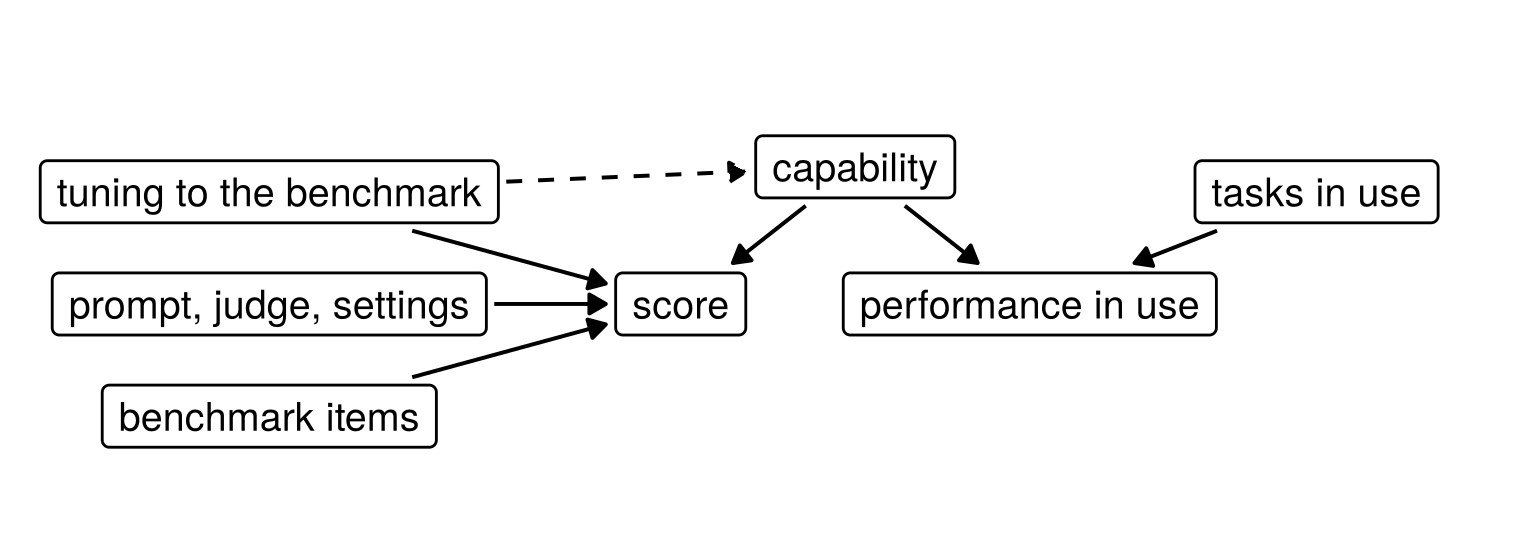 capability
tuning to the benchmark
tasks in use
prompt, judge, settings
score
performance in use
benchmark items